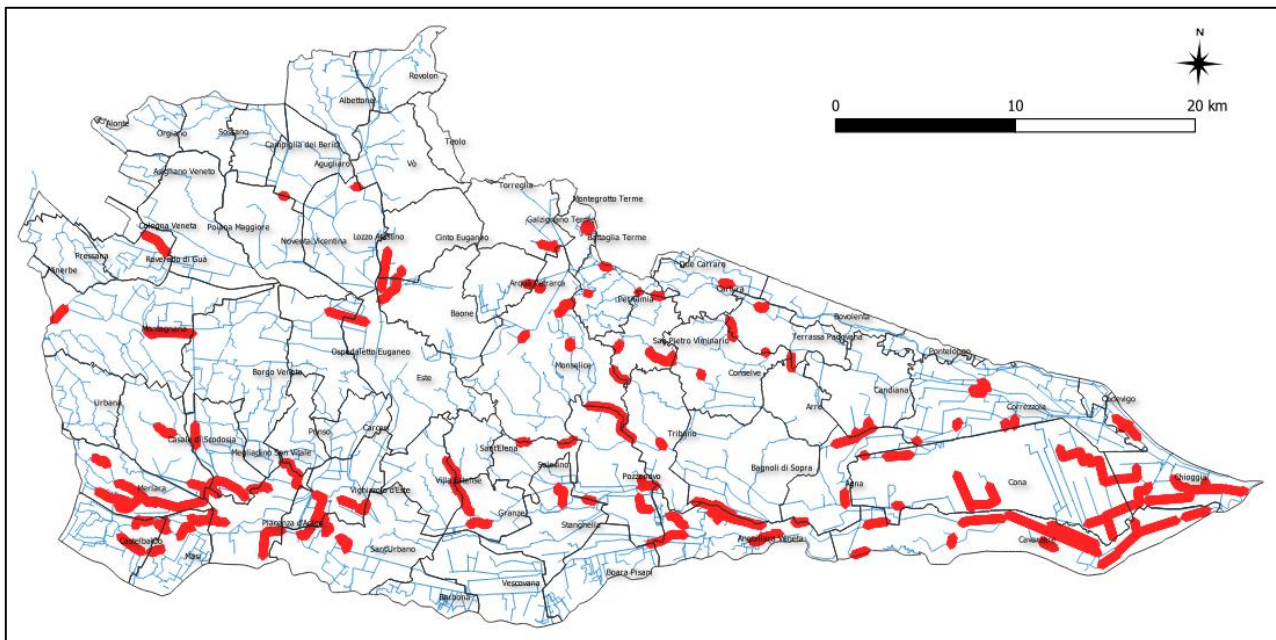 N
0 10 20 km
Rovolon
Albettone
Alonte
Orgiano
Sossano
Campiglia dei Berici
Teolo
Agugliaro
Vò
Asigliano Veneto
Torreglia
Montegrotto Terme
Cologna Veneta
Poiana Maggiore
Galzignano Terme
Noventa Vicentina
Lozzo Atestino
Cinto Euganeo
Battaglia Terme
Pressana
Roveredo di Guà
Due Carrare
Arquà Petrarca
Cartura
Pernumia
Baone
Bovolenta
Montagnana
San Pietro Viminario
Terrassa Padovana
Ospedaletto Euganeo
Pontelongo
Monselice
Borgo Veneto
Conselve
Este
Candiana
Codevigo
Urbana
Arre
Correzzola
Ponso
Carceri
Tribano
Casale di Scodosia
Sant'Elena
Megliadino San Vitale
Solesino
Bagnoli di Sopra
Pozzonovo
Chioggia
Villa Estense
Cona
Agna
Merlara
Vighizzolo d'Este
Granze
Piacenza d'Adige
Stanghella
Castelbaldo
Anguillara Veneta
Cavarzere
Sant'Urbano
Masi
Boara Pisani
Vescovana
Barbona